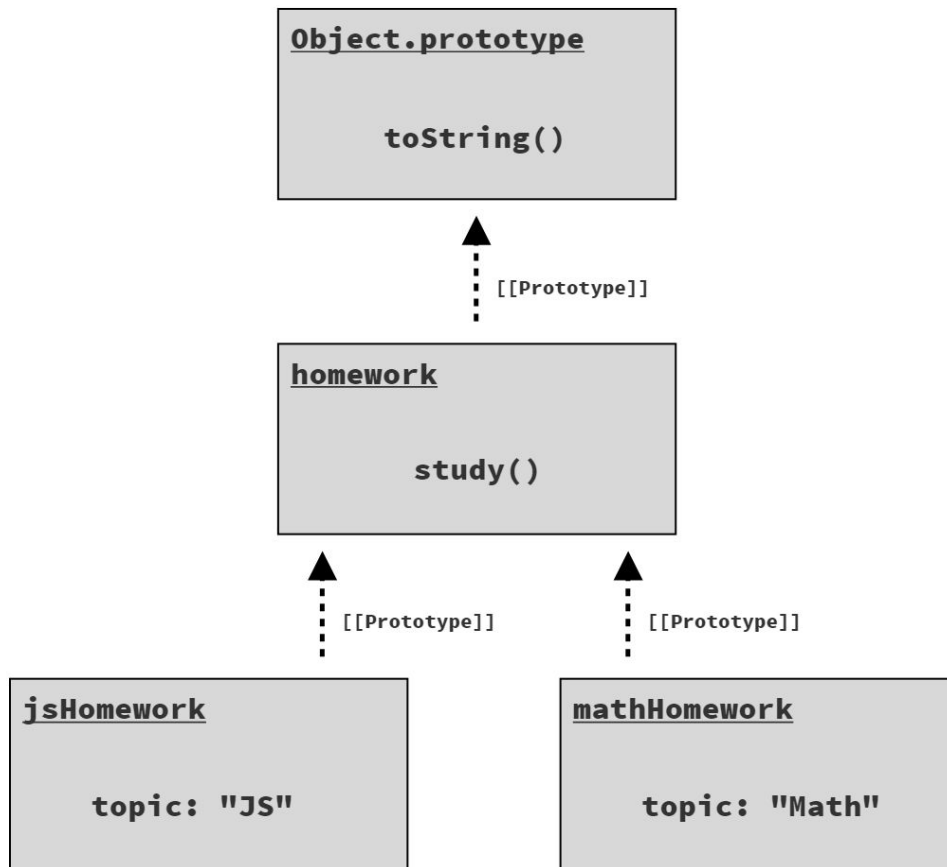 Object.prototype
toString()
[[Prototype]]
homework
study()
[[Prototype]]
[[Prototype]]
jsHomework
topic: "JS"
mathHomework
topic: "Math"